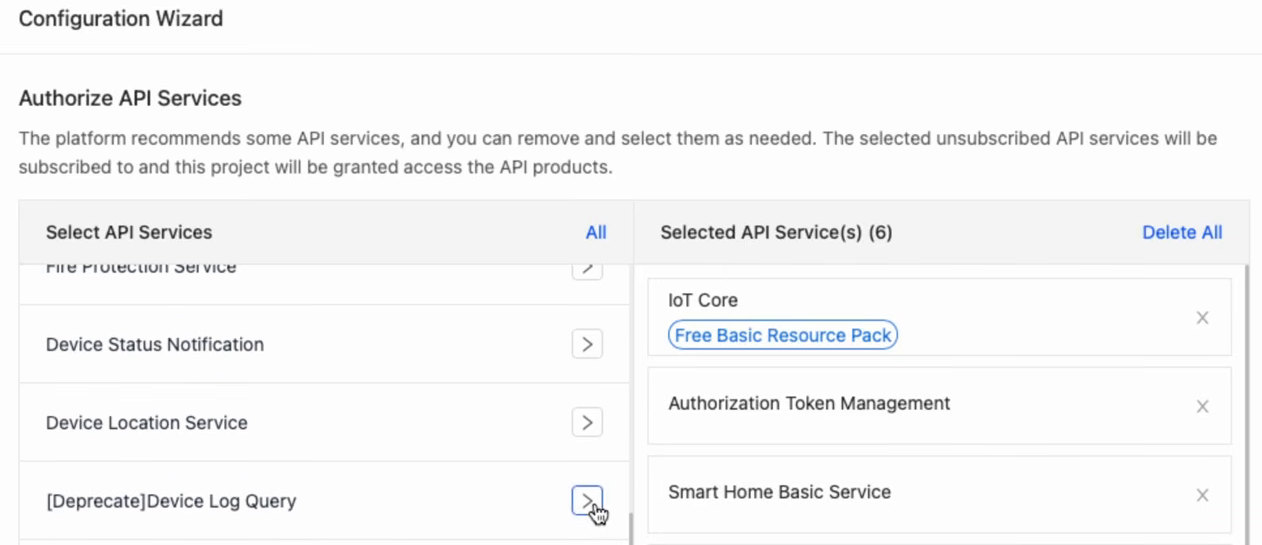 Configuration Wizard
Authorize API Services
The platform recommends some API services, and you can remove and select them as needed. The selected unsubscribed API services will be
subscribed to and this project will be granted access the API products.
Select API Services
All
Fire Protection Service
Device Status Notification
Device Location Service
[Deprecate]Device Log Query
Selected API Service(s) (6)
Delete All
IoT Core
Free Basic Resource Pack
Authorization Token Management
Smart Home Basic Service